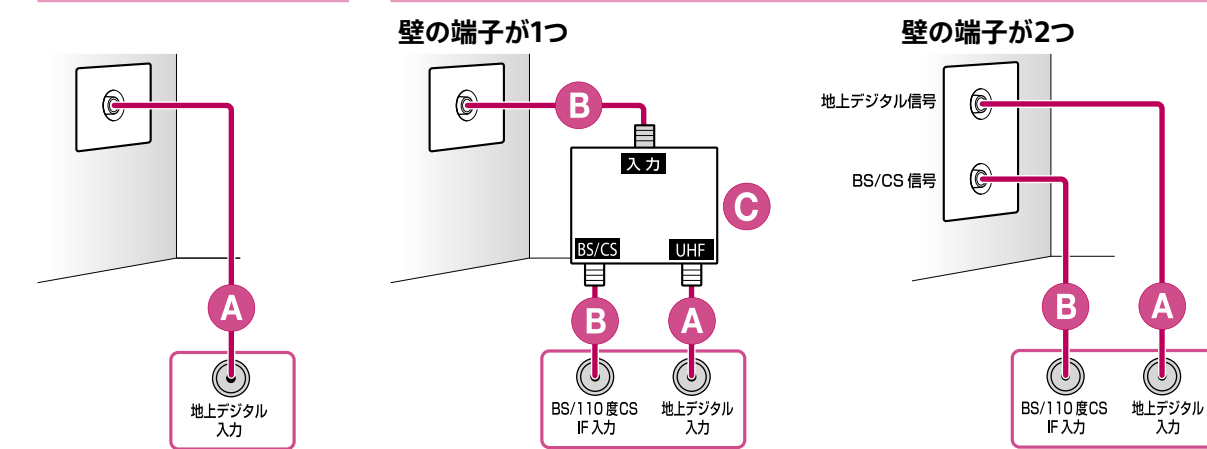 壁の端子が1つ
壁の端子が2つ
A
地上デジタル
入力
B
入力
C
BS/CS
UHF
B
A
BS/110度CS
IF入力
地上デジタル
入力
地上デジタル信号
BS/CS 信号
B
A
BS/110度CS
IF入力
地上デジタル
入力